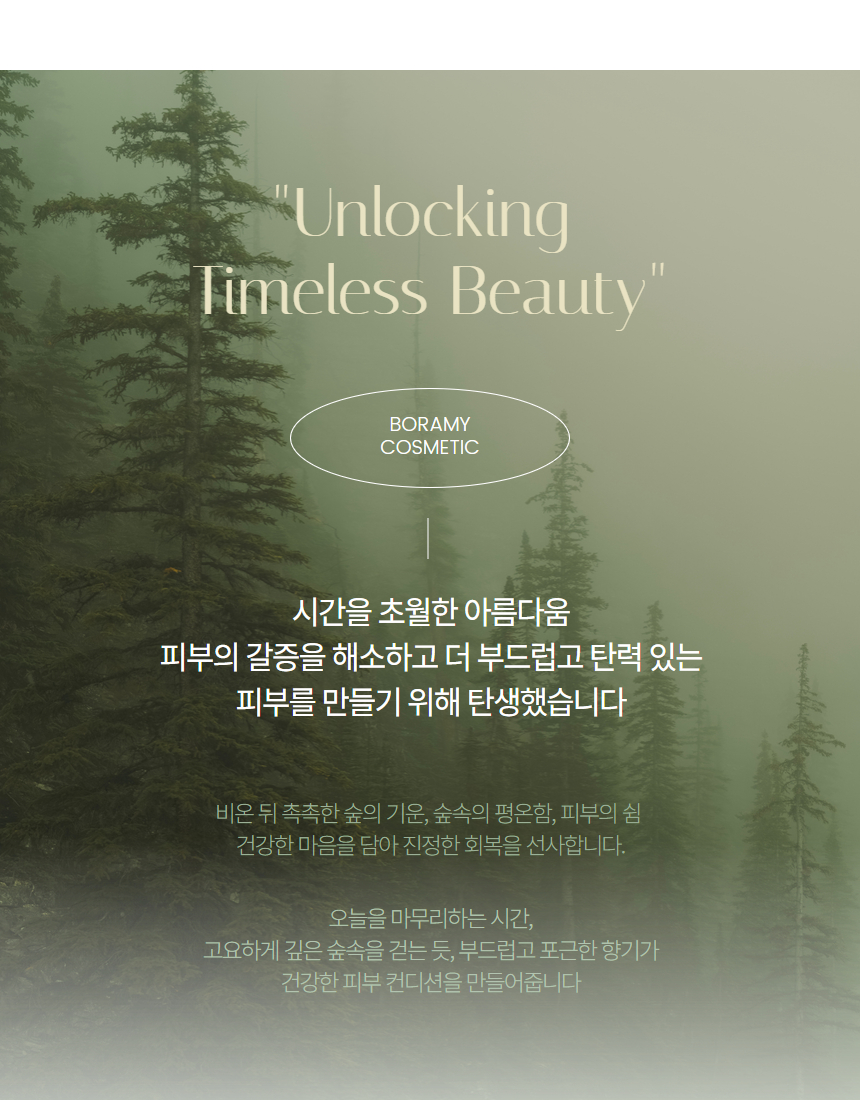 "Unlocking
Timeless Beauty"
BORAMY
COSMETIC
시간을 초월한 아름다움
피부의 갈증을 해소하고 더 부드럽고 탄력 있는
피부를 만들기 위해 탄생했습니다
비온 뒤 촉촉한 숲의 기운, 숲속의 평온함, 피부의 쉼
건강한 마음을 담아 진정한 회복을 선사합니다.
오늘을 마무리하는 시간,
고요하게 깊은 숲속을 걷는 듯, 부드럽고 포근한 향기가
건강한 피부 컨디션을 만들어줍니다